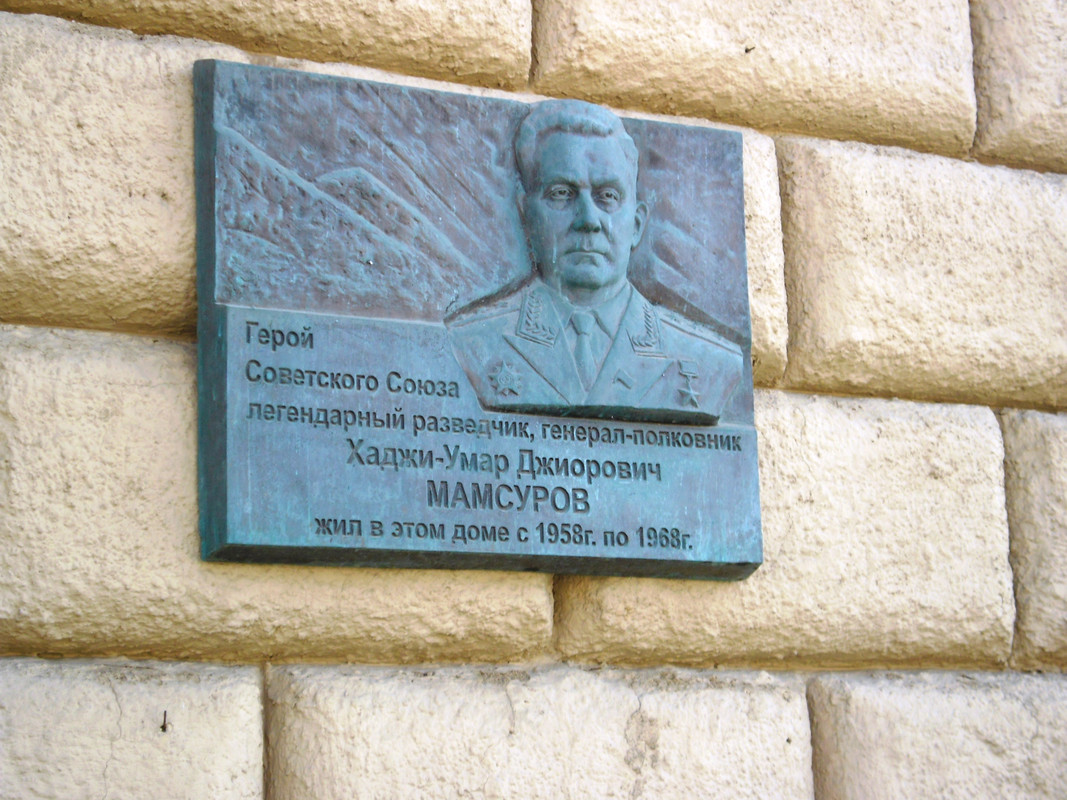 Герой
Советского Союза
легендарный разведчик, генерал-полковник
Хаджи-Умар Джиорович
МАМСУРОВ
жил в этом доме с 1958г. по 1968г.